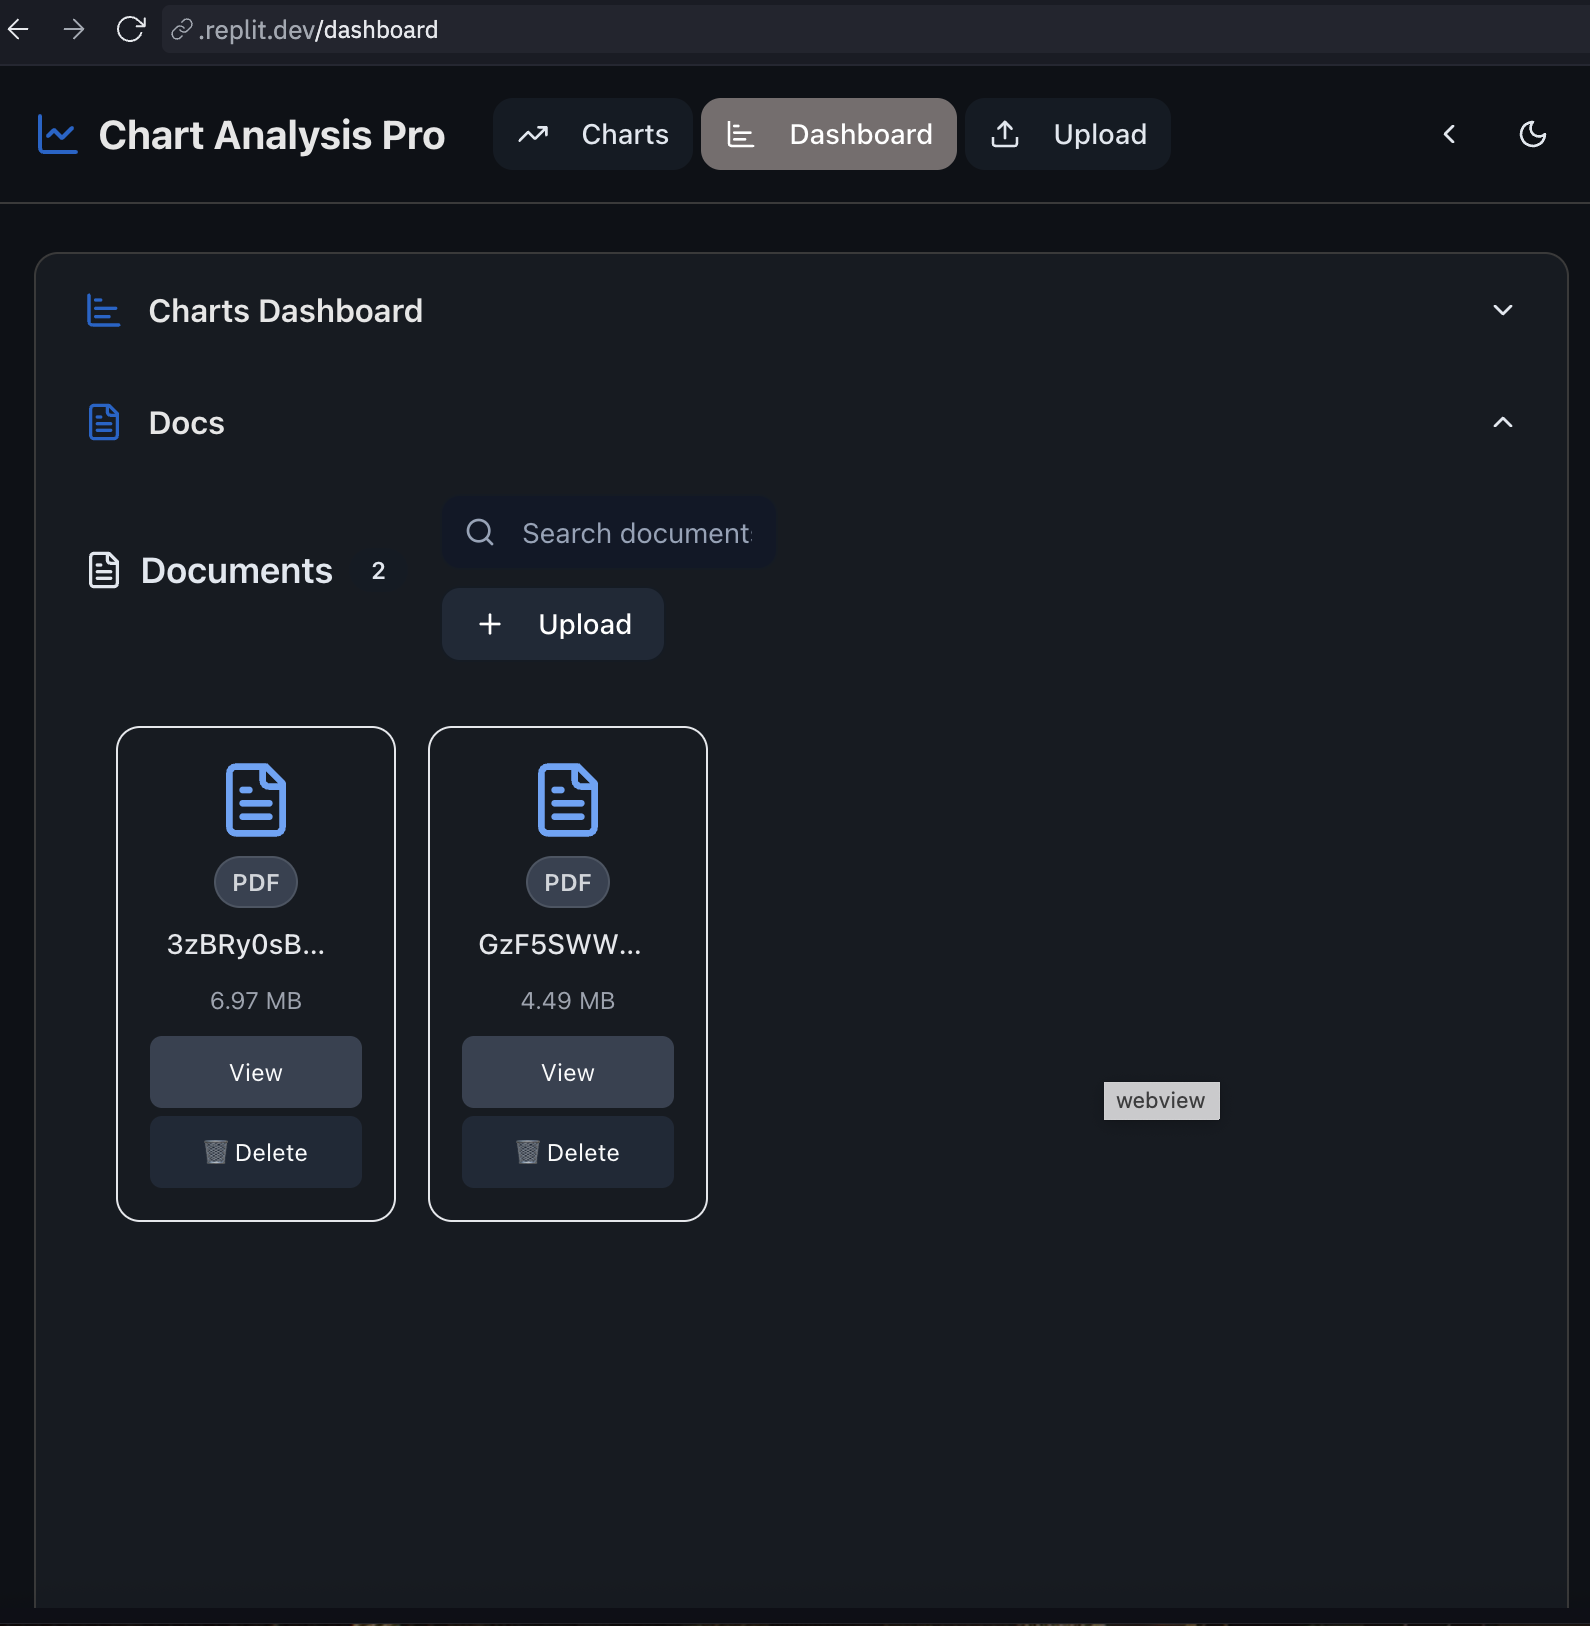 .replit.dev/dashboard
Chart Analysis Pro
Charts
Dashboard
Upload
Charts Dashboard
Docs
Documents 2
Search document
Upload
PDF
3zBRy0sB...
6.97 MB
View
Delete
PDF
GzF5SWW...
4.49 MB
View
Delete
webview